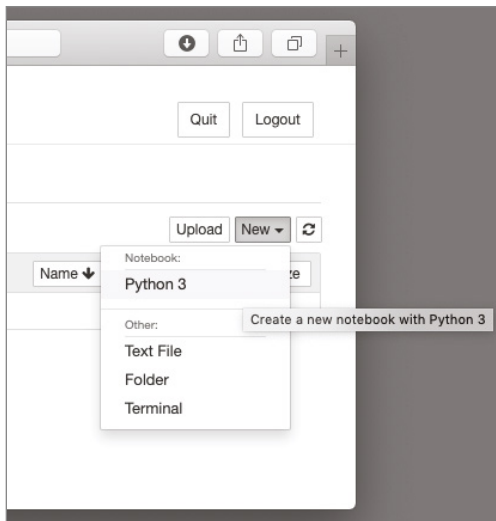 Quit Logout
Upload New
Notebook:
Name ze
Python 3
Create a new notebook with Python 3
Other:
Text File
Folder
Terminal